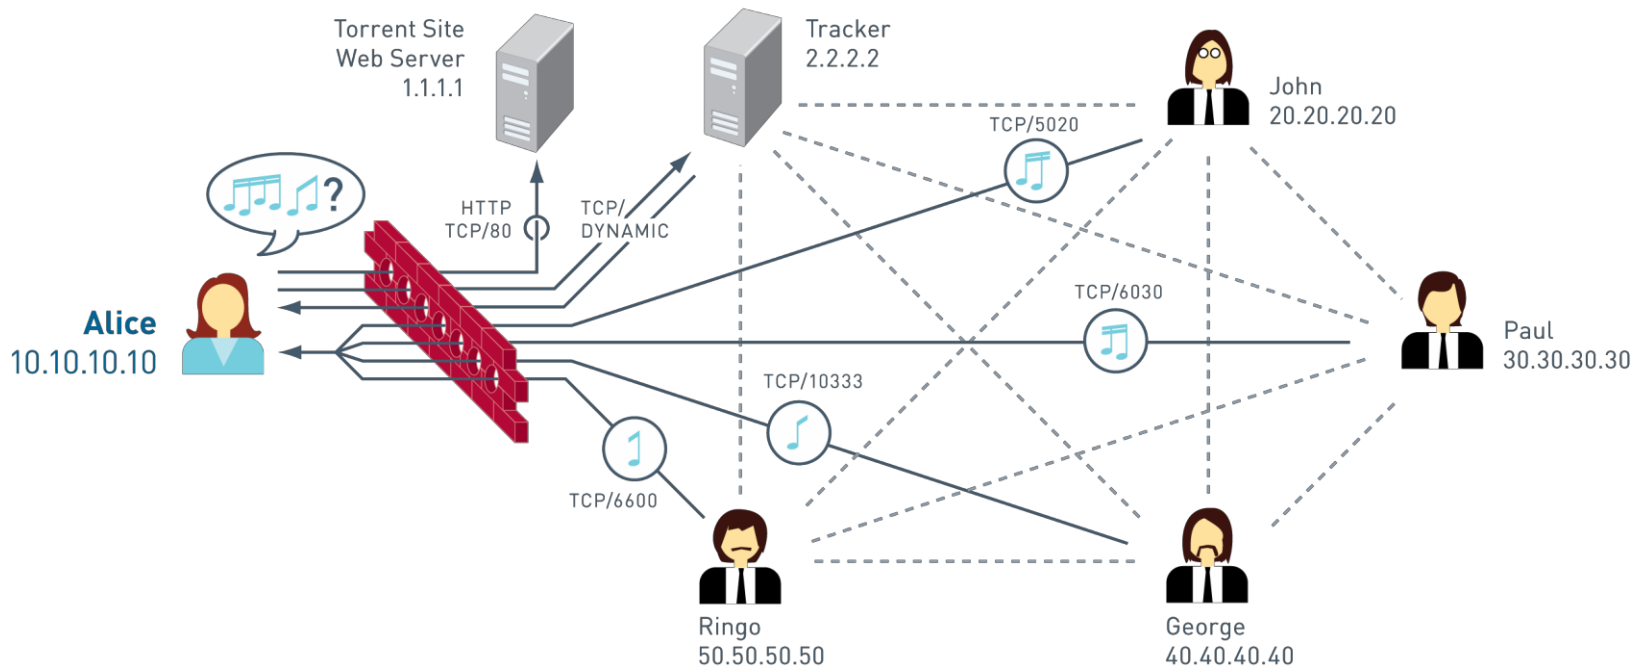 Torrent Site
Web Server
1.1.1.1
Tracker
2.2.2.2
John
20.20.20.20
TCP/5020
?
HTTP
TCP/80
TCP/
DYNAMIC
Alice
10.10.10.10
TCP/6030
Paul
30.30.30.30
TCP/10333
TCP/6600
Ringo
50.50.50.50
George
40.40.40.40